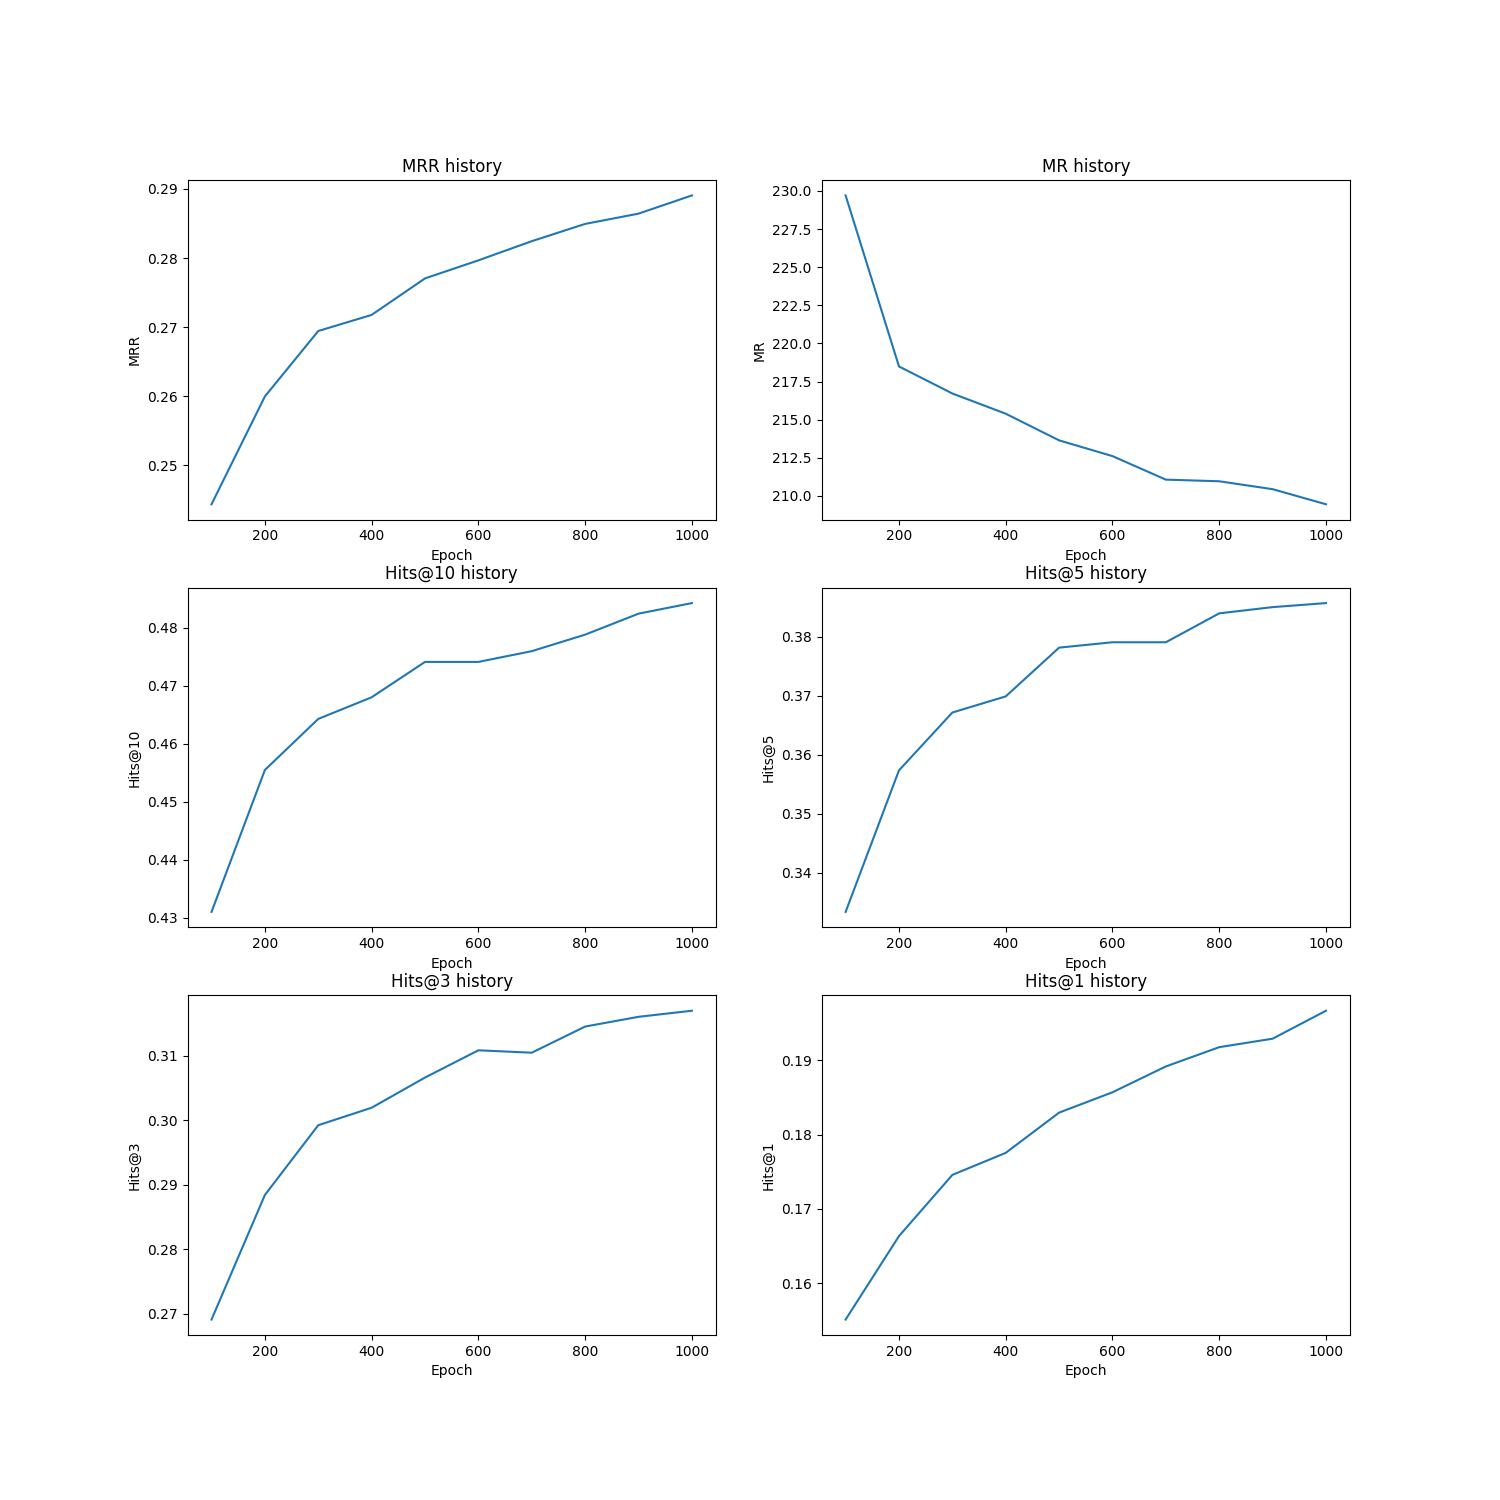 MRR history
0.29
0.28
0.27
0.26
0.25
MRR
200 400 600 800 1000
Epoch
MR history
230.0
227.5
225.0
222.5
220.0
217.5
215.0
212.5
210.0
MR
200 400 600 800 1000
Epoch
Hits@10 history
0.48
0.47
0.46
0.45
0.44
0.43
Hits@10
200 400 600 800 1000
Epoch
Hits@5 history
0.38
0.37
0.36
0.35
0.34
Hits@5
200 400 600 800 1000
Epoch
Hits@3 history
0.31
0.30
0.29
0.28
0.27
Hits@3
200 400 600 800 1000
Epoch
Hits@1 history
0.19
0.18
0.17
0.16
Hits@1
200 400 600 800 1000
Epoch